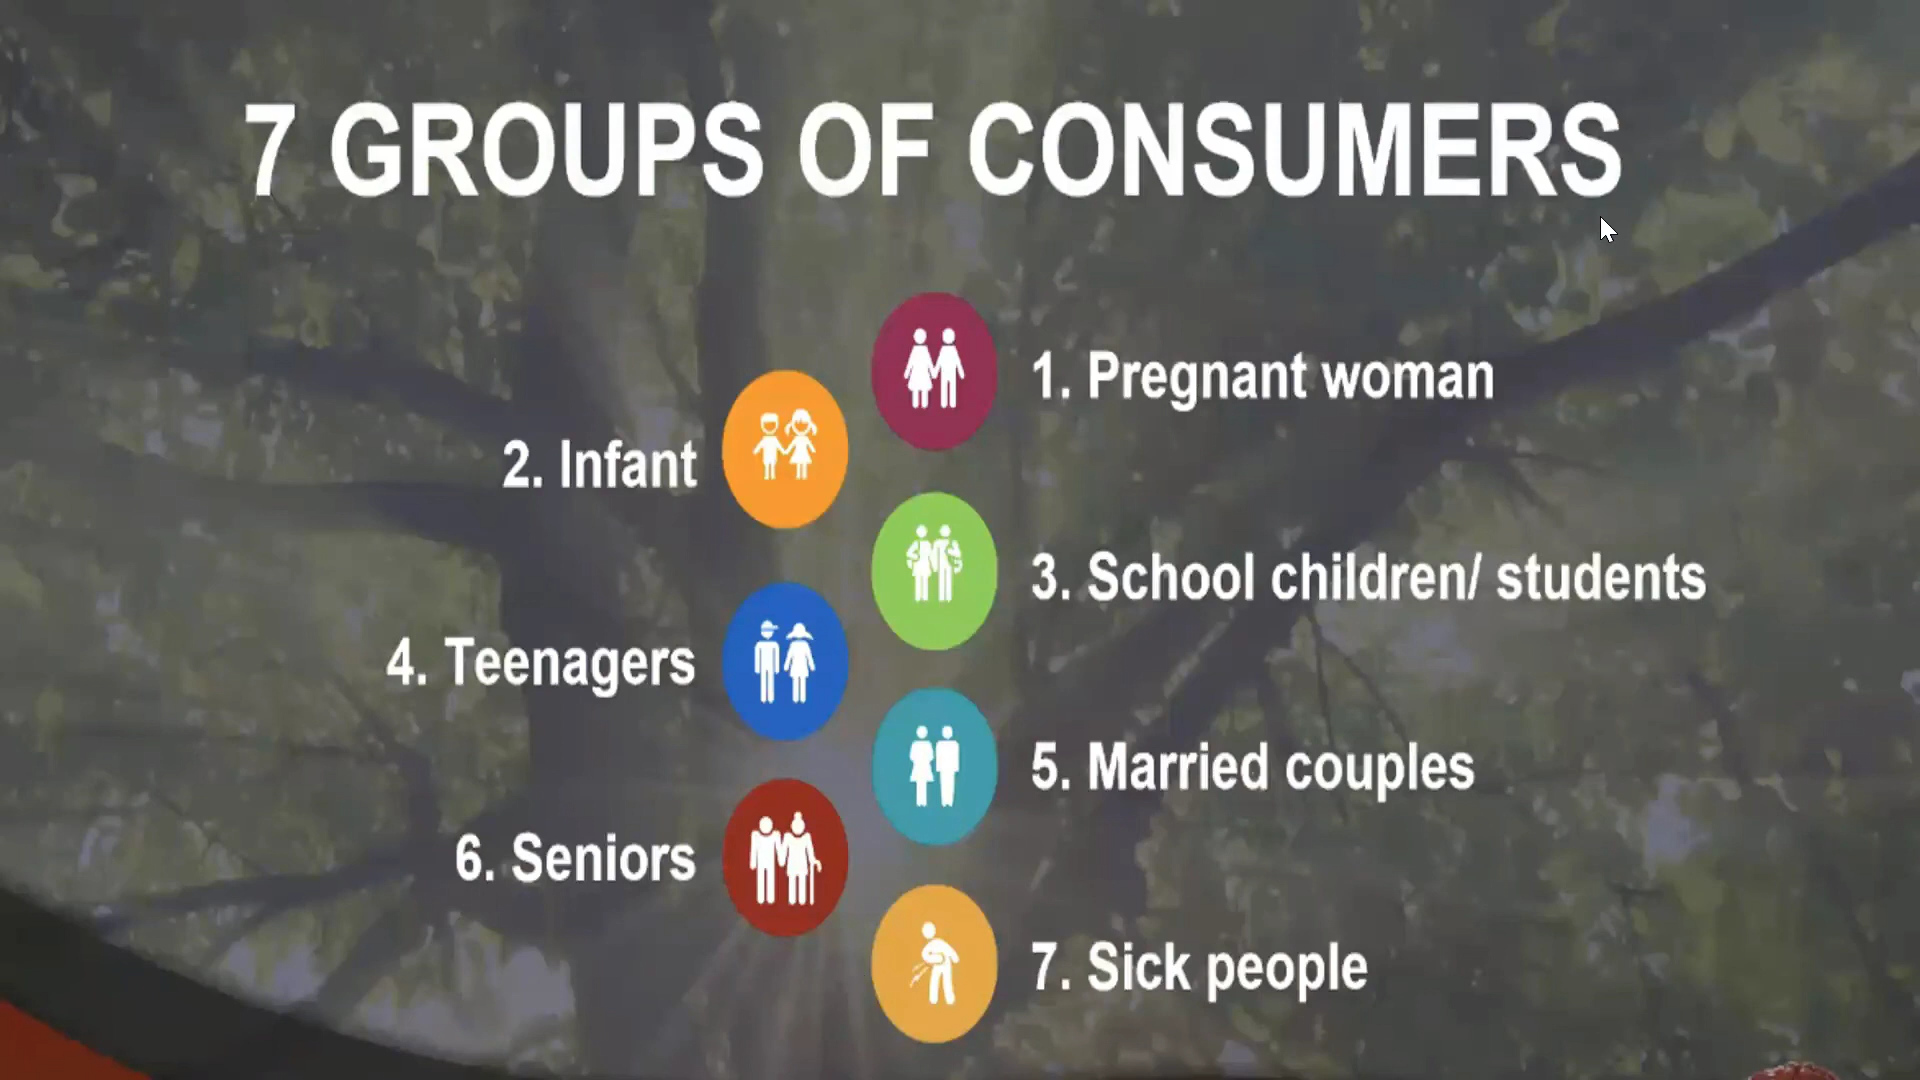 7 GROUPS OF CONSUMERS
1. Pregnant woman
2. Infant
3. School children/ students
4. Teenagers
5. Married couples
6. Seniors
7. Sick people